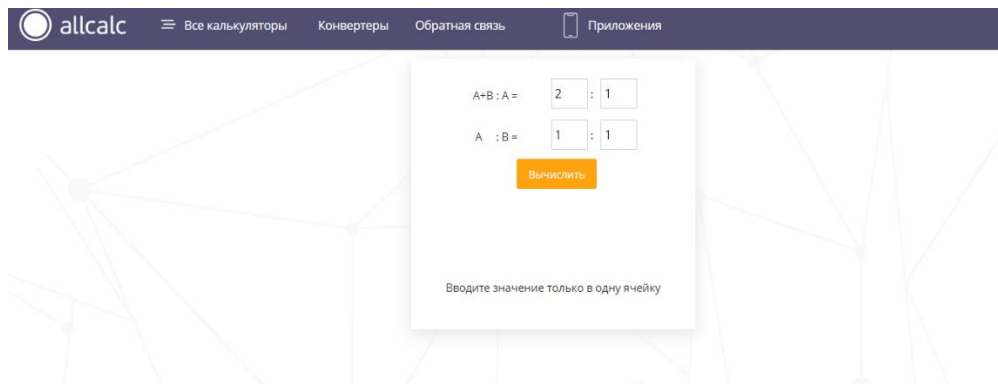 allcalc Все калькуляторы Конвертеры Обратная связь Приложения
A+B : A = 2 : 1
A : B = 1 : 1
Вычислить
Вводите значение только в одну ячейку